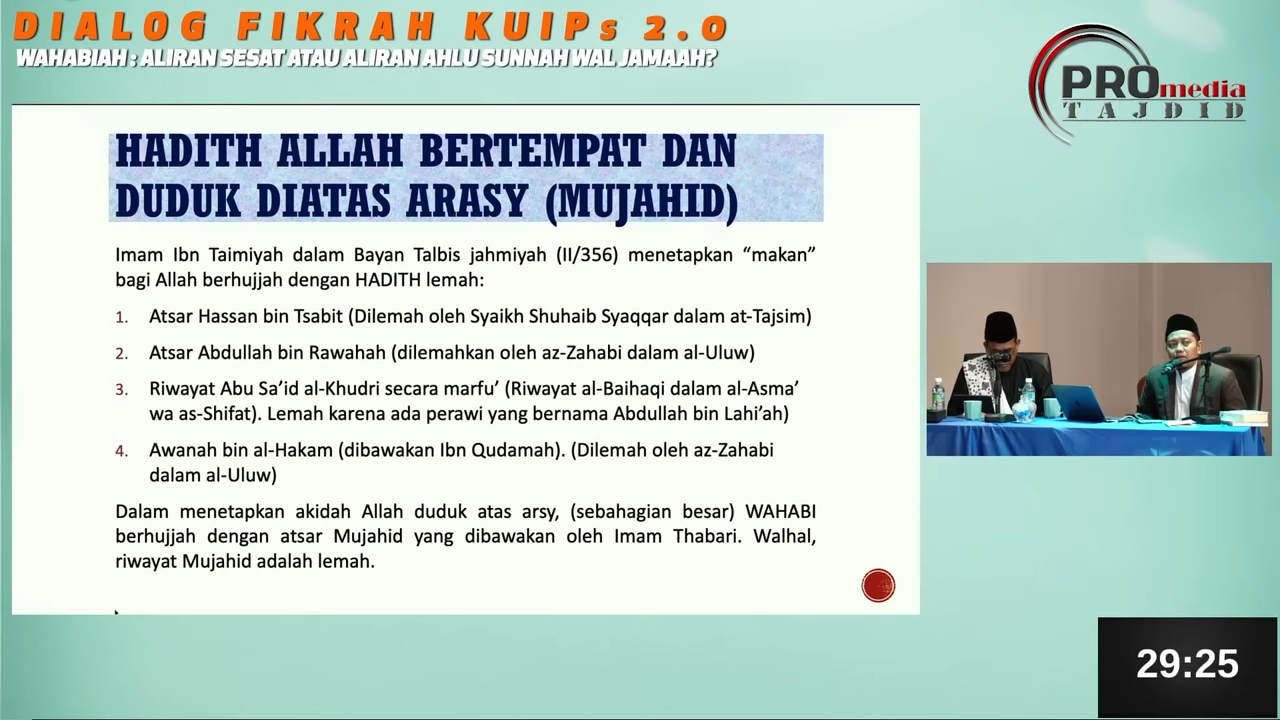 DIALOG FIKRAH KUIPs 2.0
WAHABIAH : ALIRAN SESAT ATAU ALIRAN AHLU SUNNAH WAL JAMAAH?
PROmedia
TAJDID
HADITH ALLAH BERTEMPAT DAN
DUDUK DIATAS ARASY (MUJAHID)
Imam Ibn Taimiyah dalam Bayan Talbis jahmiyah (II/356) menetapkan “makan”
bagi Allah berhujjah dengan HADITH lemah:
1. Atsar Hassan bin Tsabit (Dilemah oleh Syaikh Shuhaib Syaqqar dalam at-Tajsim)
2. Atsar Abdullah bin Rawahah (dilemahkan oleh az-Zahabi dalam al-Uluw)
3. Riwayat Abu Sa’id al-Khudri secara marfu’ (Riwayat al-Baihaqi dalam al-Asma’
wa as-Shifat). Lemah karena ada perawi yang bernama Abdullah bin Lahi’ah)
4. Awanah bin al-Hakam (dibawakan Ibn Qudamah). (Dilemah oleh az-Zahabi
dalam al-Uluw)
Dalam menetapkan akidah Allah duduk atas arsy, (sebahagian besar) WAHABI
berhujjah dengan atsar Mujahid yang dibawakan oleh Imam Thabari. Walhal,
riwayat Mujahid adalah lemah.
29:25